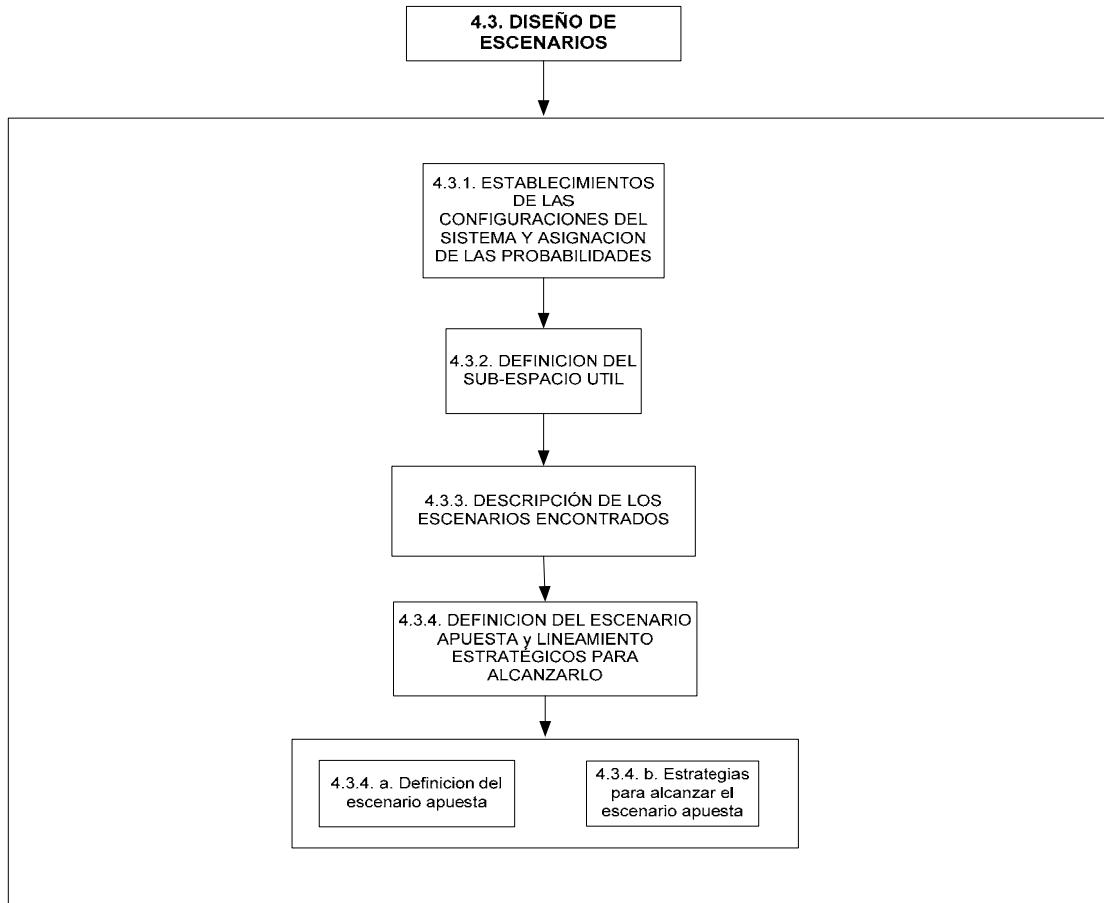 4.3. DISEÑO DE
ESCENARIOS
4.3.1. ESTABLECIMIENTOS
DE LAS
CONFIGURACIONES DEL
SISTEMA Y ASIGNACION
DE LAS PROBABILIDADES
4.3.2. DEFINICION DEL
SUB-ESPACIO UTIL
4.3.3. DESCRIPCIÓN DE LOS
ESCENARIOS ENCONTRADOS
4.3.4. DEFINICION DEL ESCENARIO
APUESTA y LINEAMIENTO
ESTRATÉGICOS PARA
ALCANZARLO
4.3.4. a. Definicion del
escenario apuesta
4.3.4. b. Estrategias
para alcanzar el
escenario apuesta